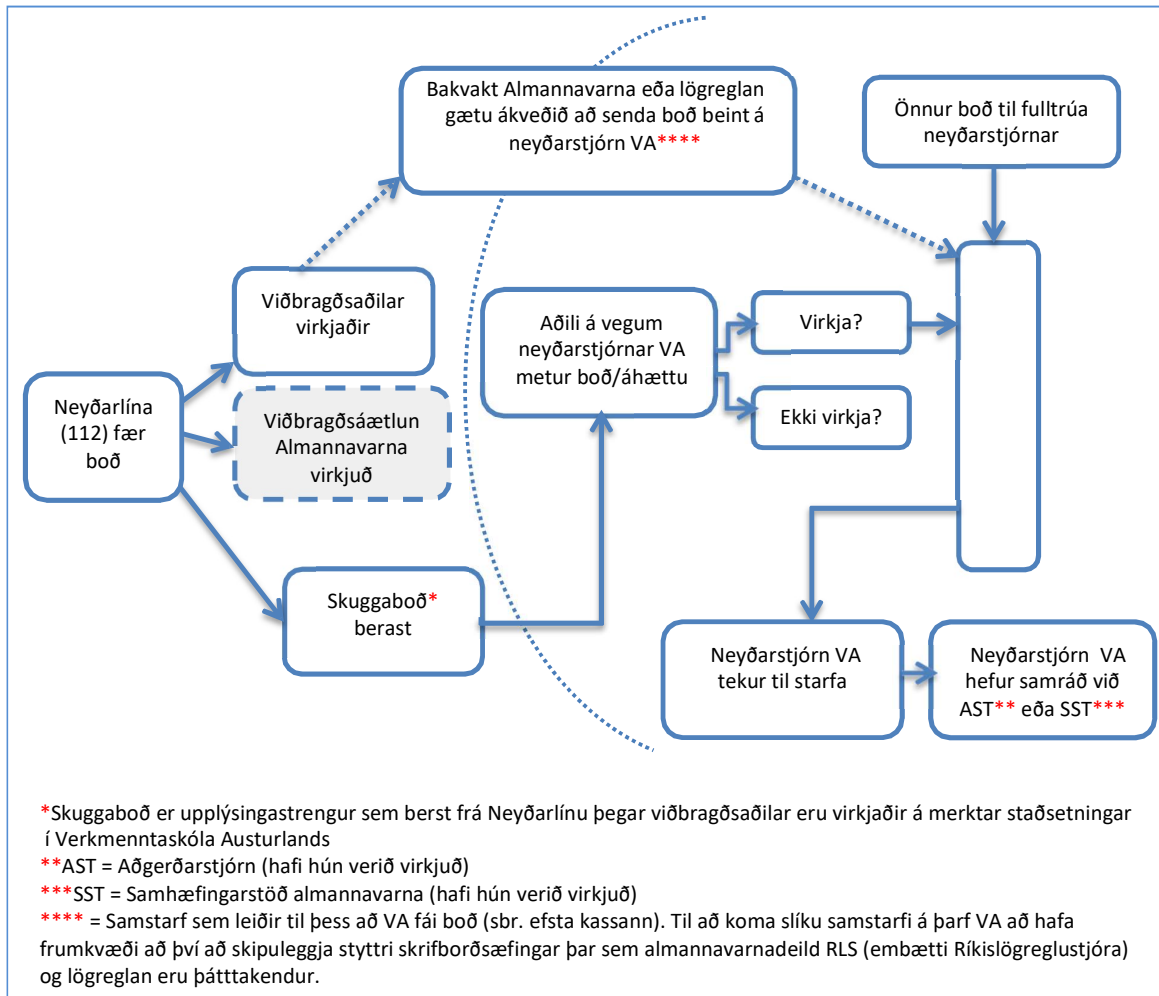 Bakvakt Almannavarna eða lögreglan
gætu ákveðið að senda boð beint á
neyðarstjórn VA****
Önnur boð til fulltrúa
neyðarstjórnar
Viðbragðsaðilar
virkjaðir
Aðili á vegum
neyðarstjórnar VA
metur boð/áhættu
Virkja?
Ekki virkja?
Neyðarlína
(112) fær
boð
Viðbragðsáætlun
Almannavarna
virkjuð
Skuggaboð*
berast
Neyðarstjórn VA
tekur til starfa
Neyðarstjórn VA
hefur samráð við
AST** eða SST***
*Skuggaboð er upplýsingastrengur sem berst frá Neyðarlínu þegar viðbragðsaðilar eru virkjaðir á merktar staðsetningar
í Verkmenntaskóla Austurlands
**AST = Aðgerðarstjórn (hafi hún verið virkjuð)
***SST = Samhæfingarstöð almannavarna (hafi hún verið virkjuð)
**** = Samstarf sem leiðir til þess að VA fái boð (sbr. efsta kassann). Til að koma slíku samstarfi á þarf VA að hafa
frumkvæði að því að skipuleggja styttri skrifborðsæfingar þar sem almannavarnadeild RLS (embætti Ríkislögreglustjóra)
og lögreglan eru þátttakendur.